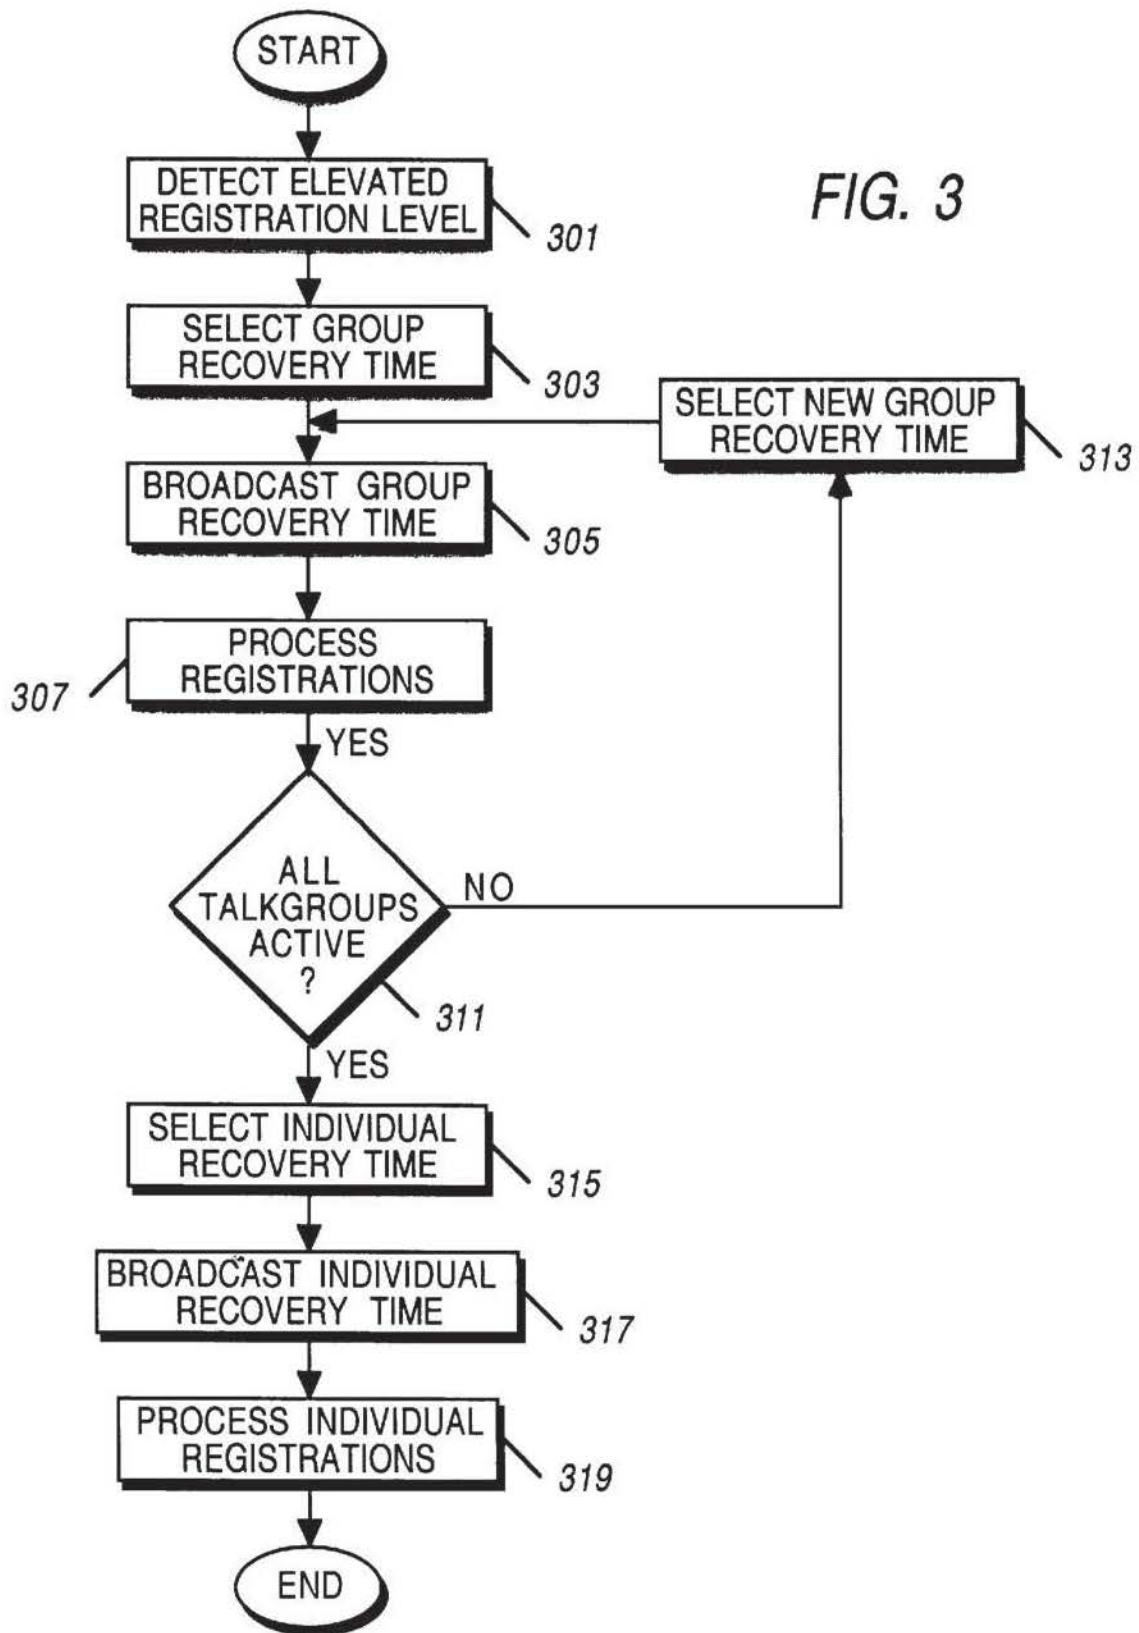 START
DETECT ELEVATED
REGISTRATION LEVEL
301
FIG. 3
SELECT GROUP
RECOVERY TIME
303
SELECT NEW GROUP
RECOVERY TIME
313
BROADCAST GROUP
RECOVERY TIME
305
PROCESS
REGISTRATIONS
307
YES
ALL
TALKGROUPS
ACTIVE
?
NO
311
YES
SELECT INDIVIDUAL
RECOVERY TIME
315
BROADCAST INDIVIDUAL
RECOVERY TIME
317
PROCESS INDIVIDUAL
REGISTRATIONS
319
END